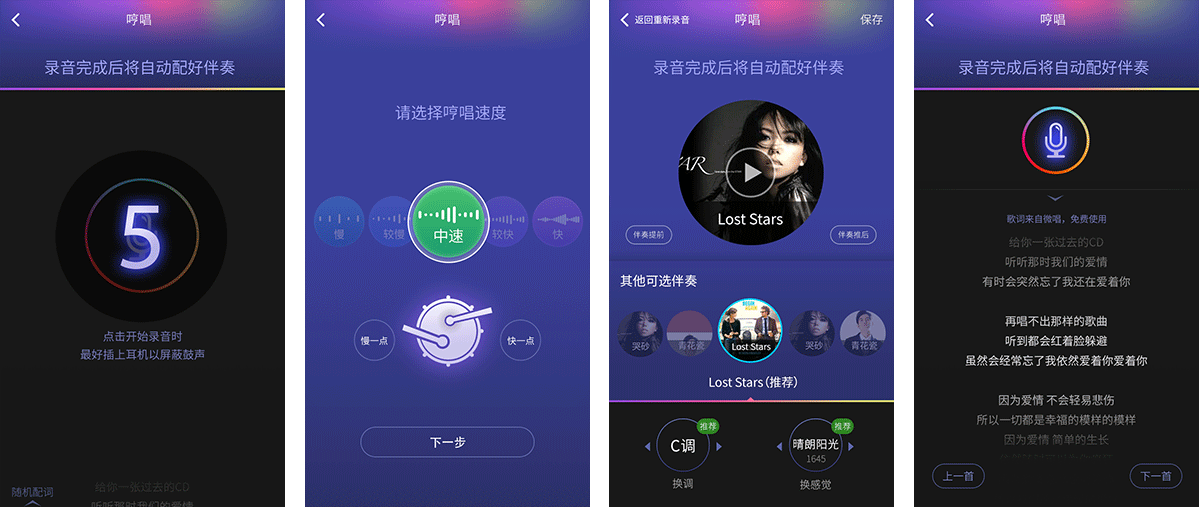 哼唱
录音完成后将自动配好伴奏
5
点击开始录音时
最好插上耳机以屏蔽鼓声
随机配词
给你一张过去的CD
听听那时我们的爱情
哼唱
请选择哼唱速度
慢
较慢
中速
较快
快
慢一点
快一点
下一步
返回重新录音
哼唱
保存
录音完成后将自动配好伴奏
AR
Lost Stars
伴奏提前
伴奏推后
其他可选伴奏
哭砂
青花瓷
Lost Stars
哭砂
青花瓷
Lost Stars（推荐）
推荐
C调
换调
推荐
晴朗阳光
1645
换感觉
哼唱
录音完成后将自动配好伴奏
歌词来自微唱，免费使用
给你一张过去的CD
听听那时我们的爱情
有时会突然忘了我还在爱着你
再唱不出那样的歌曲
听到都会红着脸躲避
虽然会经常忘了我依然爱着你爱着你
因为爱情 不会轻易悲伤
所以一切都是幸福的模样的模样
因为爱情 简单的生长
上一首
下一首